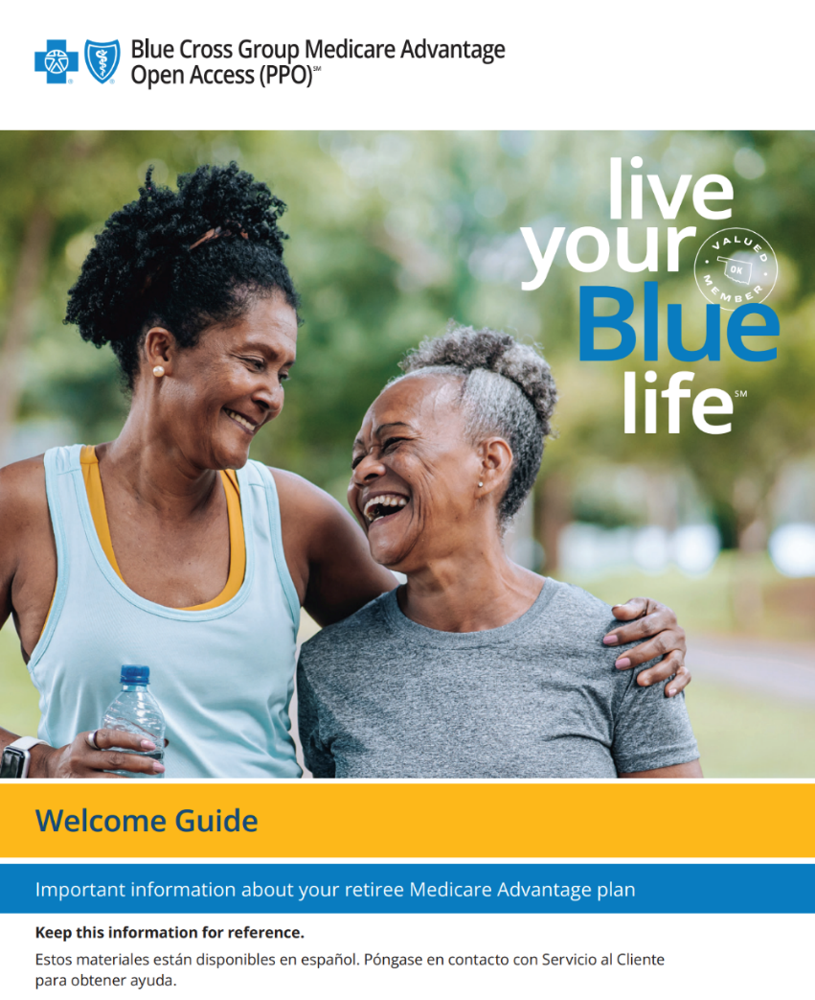 Blue Cross Group Medicare Advantage
Open Access (PPO)℠
live
your
VALUED
OK
MEMBER
Blue
life℠
Welcome Guide
Important information about your retiree Medicare Advantage plan
Keep this information for reference.
Estos materiales están disponibles en español. Póngase en contacto con Servicio al Cliente
para obtener ayuda.